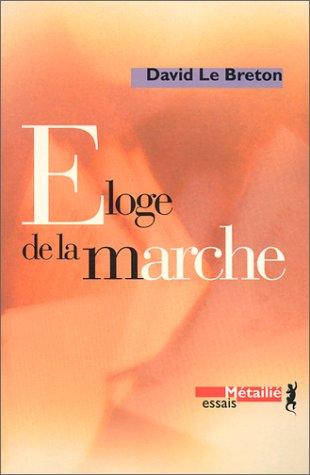 David Le Breton
Eloge
de la marche
Métailié
essais